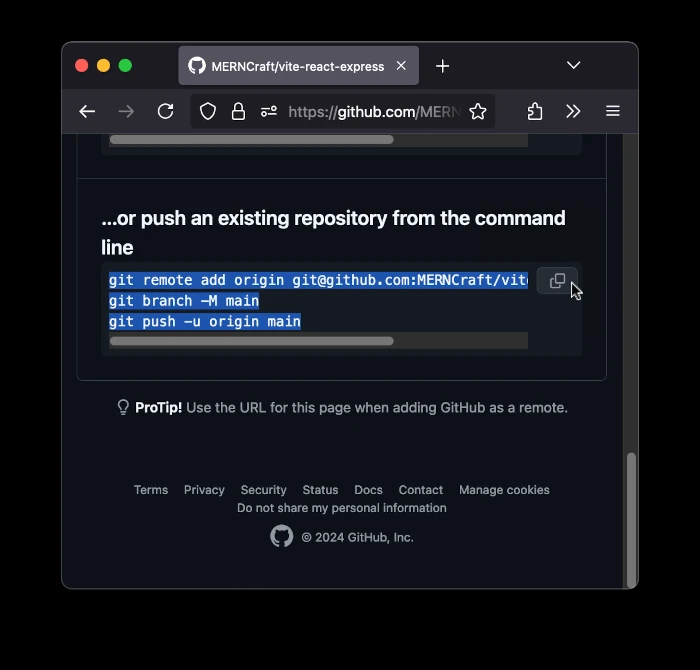 MERNCraft/vite-react-express
https://github.com/MERN
...or push an existing repository from the command
line
git remote add origin git@github.com:MERNCraft/vit
git branch -M main
git push -u origin main
ProTip! Use the URL for this page when adding GitHub as a remote.
Terms Privacy Security Status Docs Contact Manage cookies
Do not share my personal information
© 2024 GitHub, Inc.